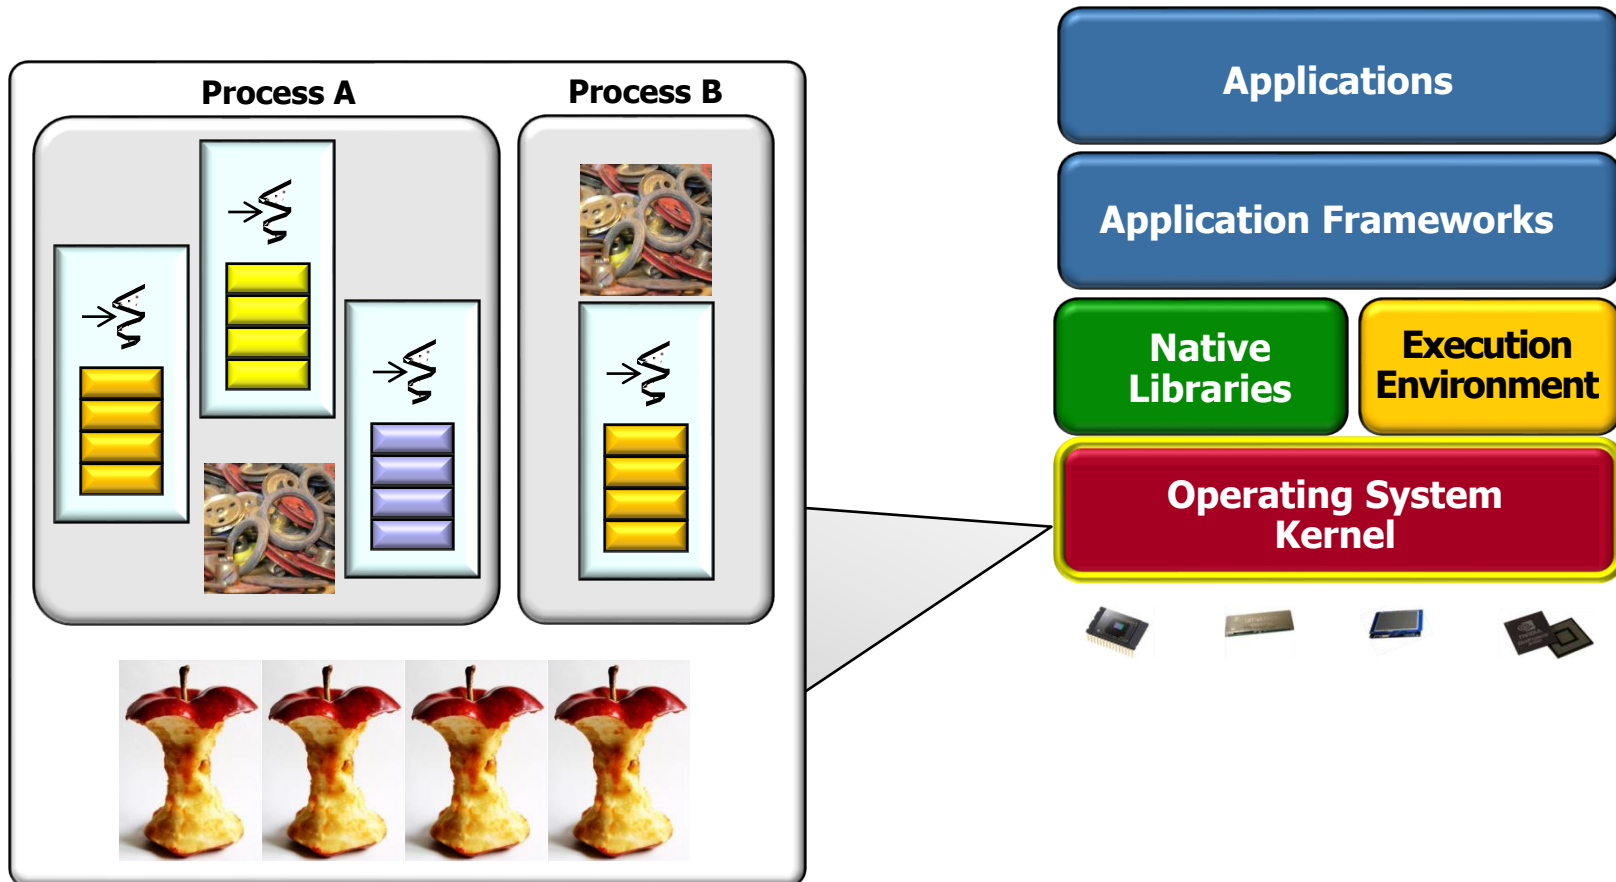 Process A
Process B
Applications
Application Frameworks
Native
Libraries
Execution
Environment
Operating System
Kernel